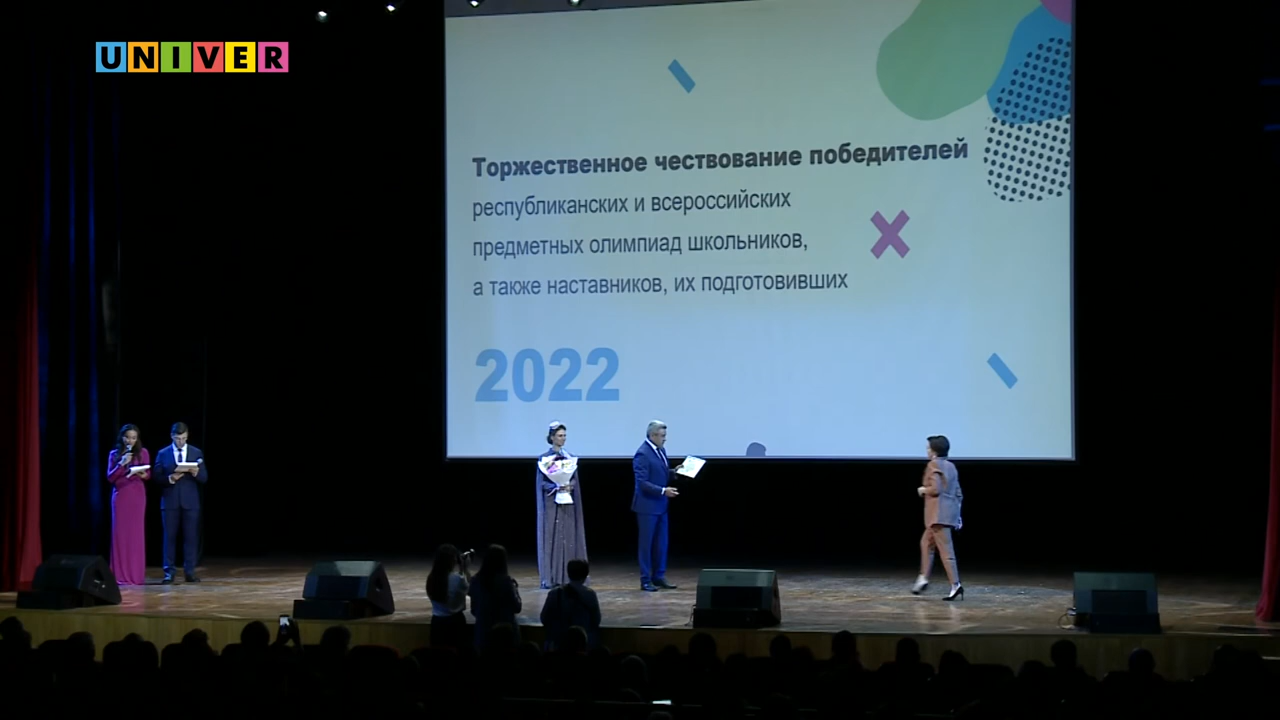 UNIVER
Торжественное чествование победителей
республиканских и всероссийских
предметных олимпиад школьников,
а также наставников, их подготовивших
2022